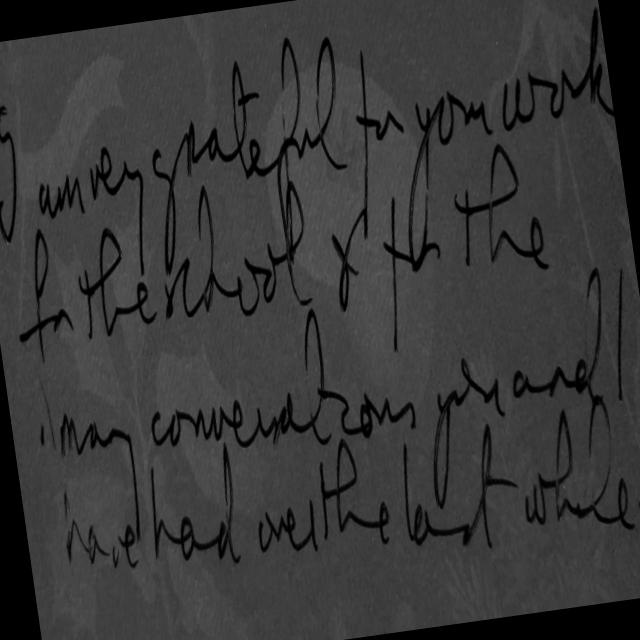 I am very grateful for your work
for the school & for the
many conversations you and I
have had over the last while